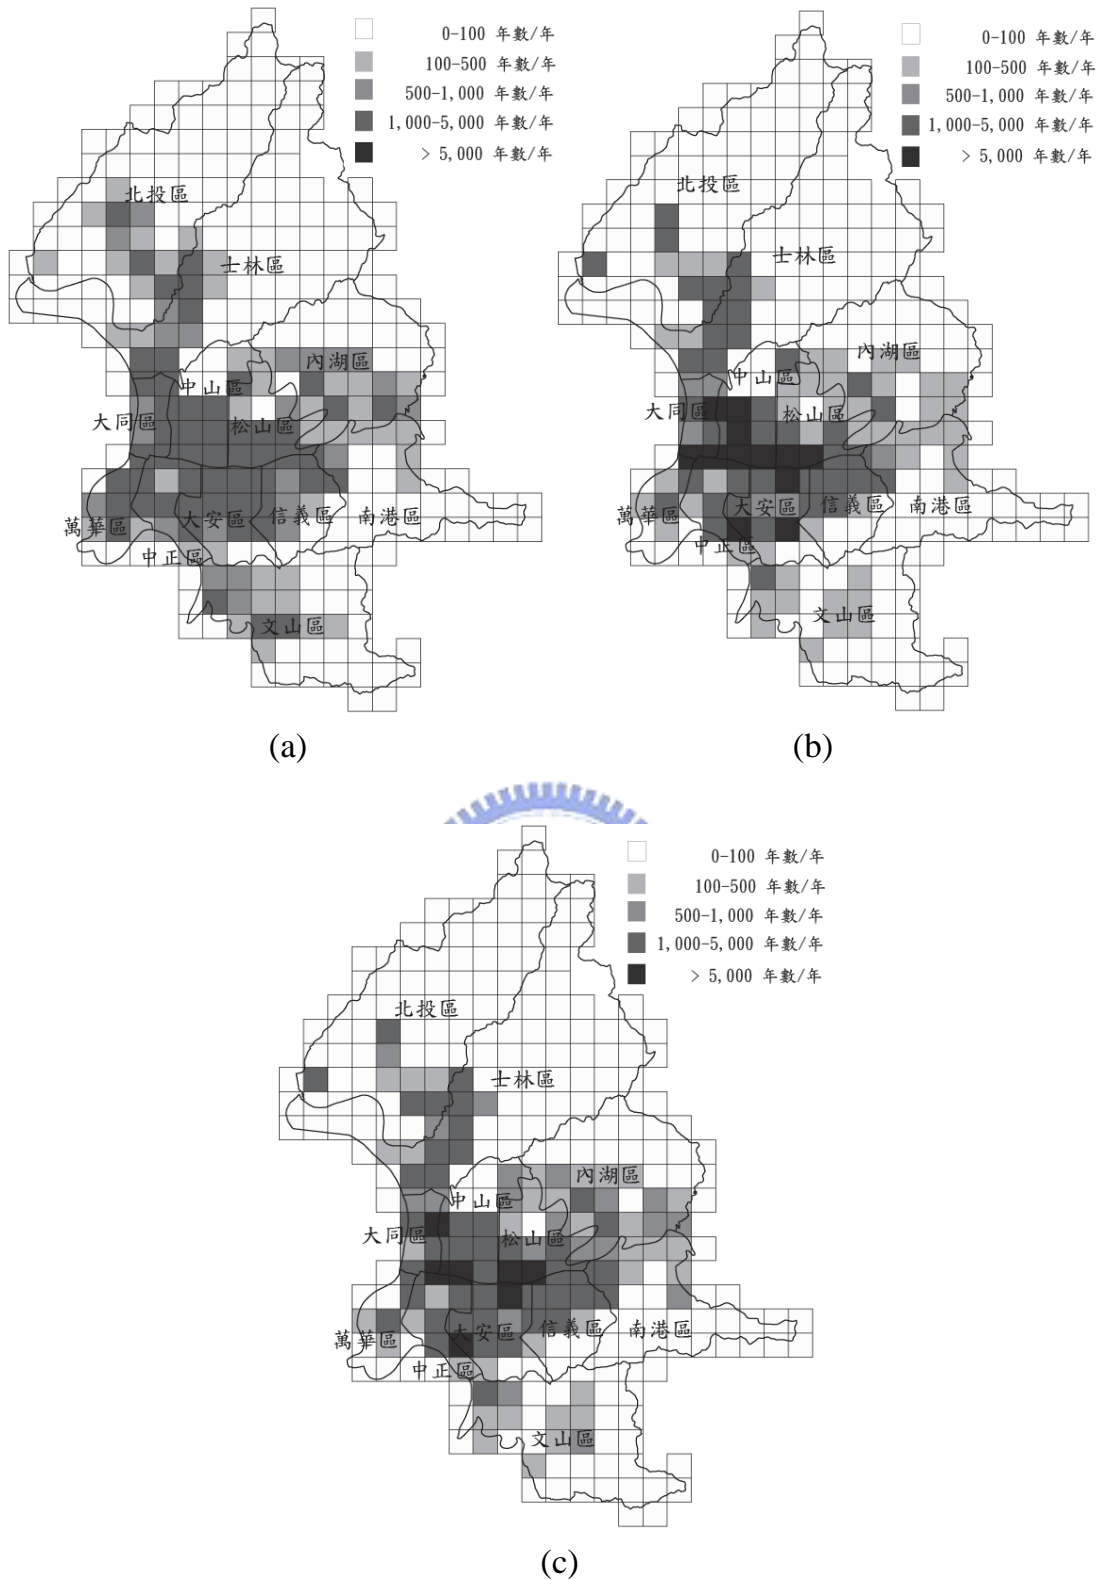 0-100 年數/年
100-500 年數/年
500-1,000 年數/年
1,000-5,000 年數/年
> 5,000 年數/年
北投區
士林區
內湖區
中山區
大同區
松山區
萬華區
大安區
信義區
南港區
中正區
文山區
(a)
0-100 年數/年
100-500 年數/年
500-1,000 年數/年
1,000-5,000 年數/年
> 5,000 年數/年
北投區
士林區
內湖區
中山區
大同區
松山區
萬華區
大安區
信義區
南港區
中正區
文山區
(b)
0-100 年數/年
100-500 年數/年
500-1,000 年數/年
1,000-5,000 年數/年
> 5,000 年數/年
北投區
士林區
內湖區
中山區
大同區
松山區
萬華區
大安區
信義區
南港區
中正區
文山區
(c)